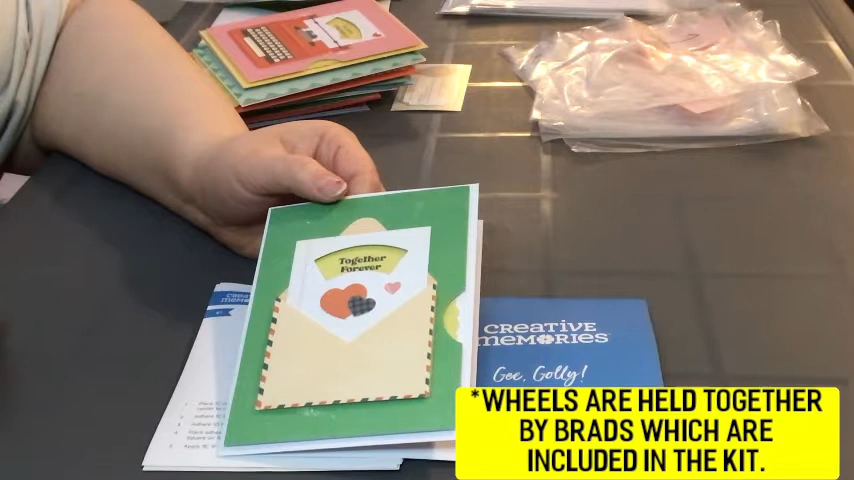 Together
Forever
CREATIVE
MEMORIES
Gee, Golly!
*WHEELS ARE HELD TOGETHER
BY BRADS WHICH ARE
INCLUDED IN THE KIT.